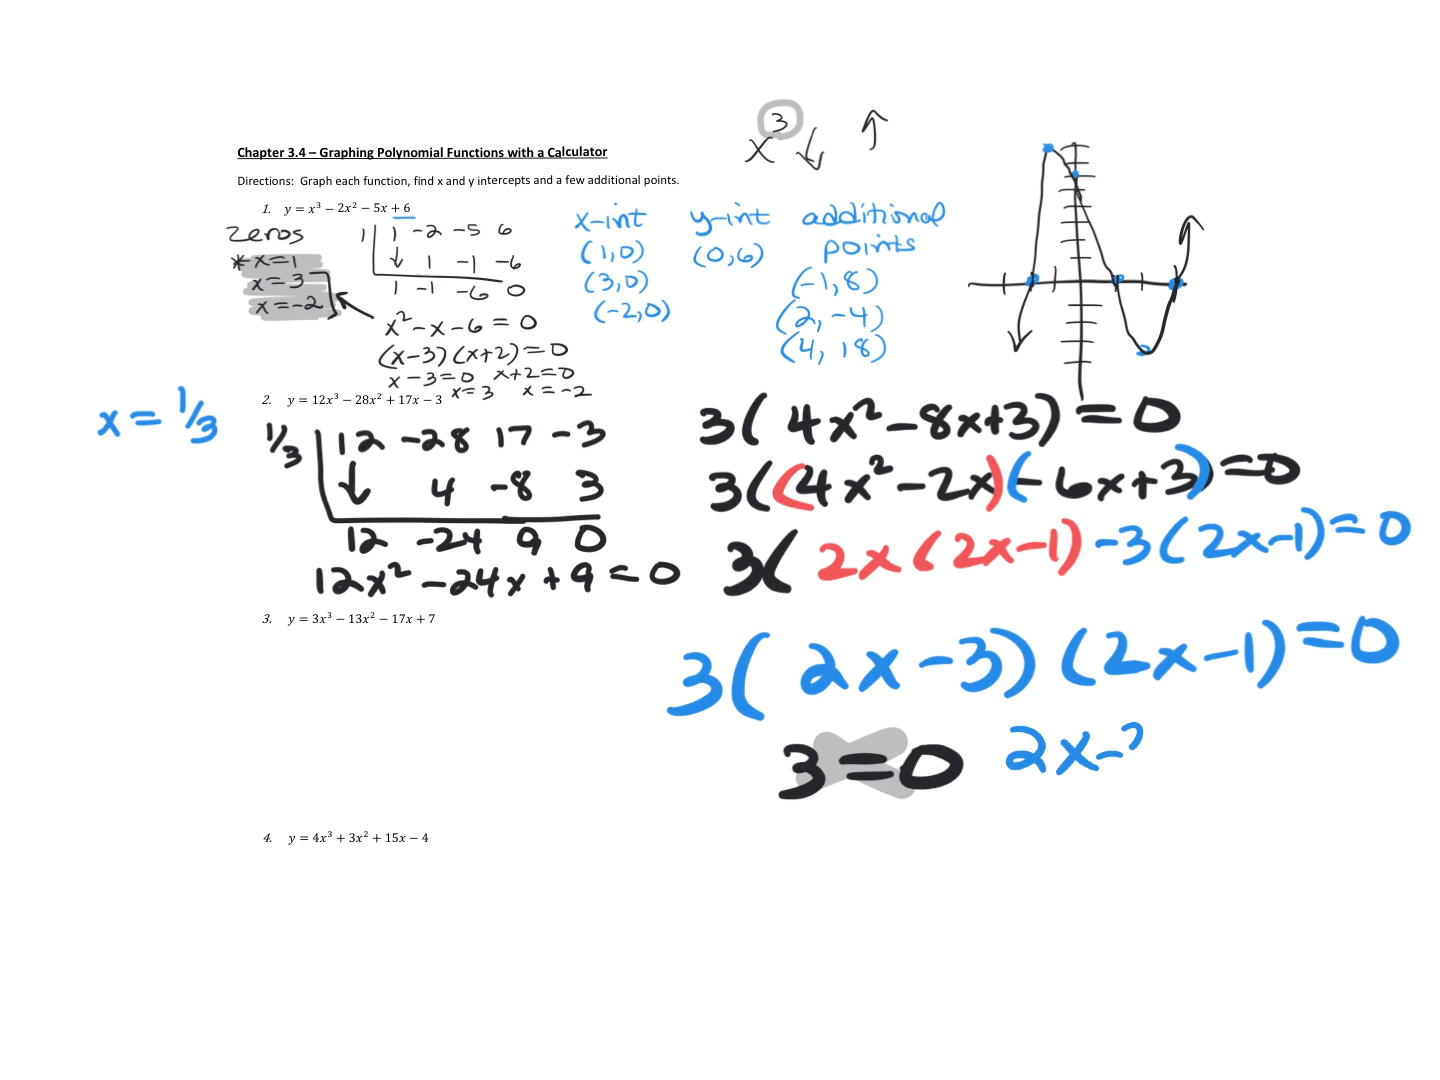 x³ ↓ ↑
Chapter 3.4 – Graphing Polynomial Functions with a Calculator
Directions: Graph each function, find x and y intercepts and a few additional points.
1. y = x³ − 2x² − 5x + 6
zeros
* x=1
x=3
x=-2
1 | 1 -2 -5 6
↓ 1 -1 -6
1 -1 -6 0
x²-x-6=0
(x-3)(x+2)=0
x-3=0 x+2=0
x=3 x=-2
x-int
(1,0)
(3,0)
(-2,0)
y-int
(0,6)
additional
points
(-1,8)
(2,-4)
(4,18)
2. y = 12x³ − 28x² + 17x − 3
x=1/3
1/3 | 12 -28 17 -3
↓ 4 -8 3
12 -24 9 0
12x²-24x+9=0
3(4x²-8x+3)=0
3((4x²-2x)(-6x+3)=0
3(2x(2x-1)-3(2x-1)=0
3(2x-3)(2x-1)=0
3=0 2x-
3. y = 3x³ − 13x² − 17x + 7
4. y = 4x³ + 3x² + 15x − 4